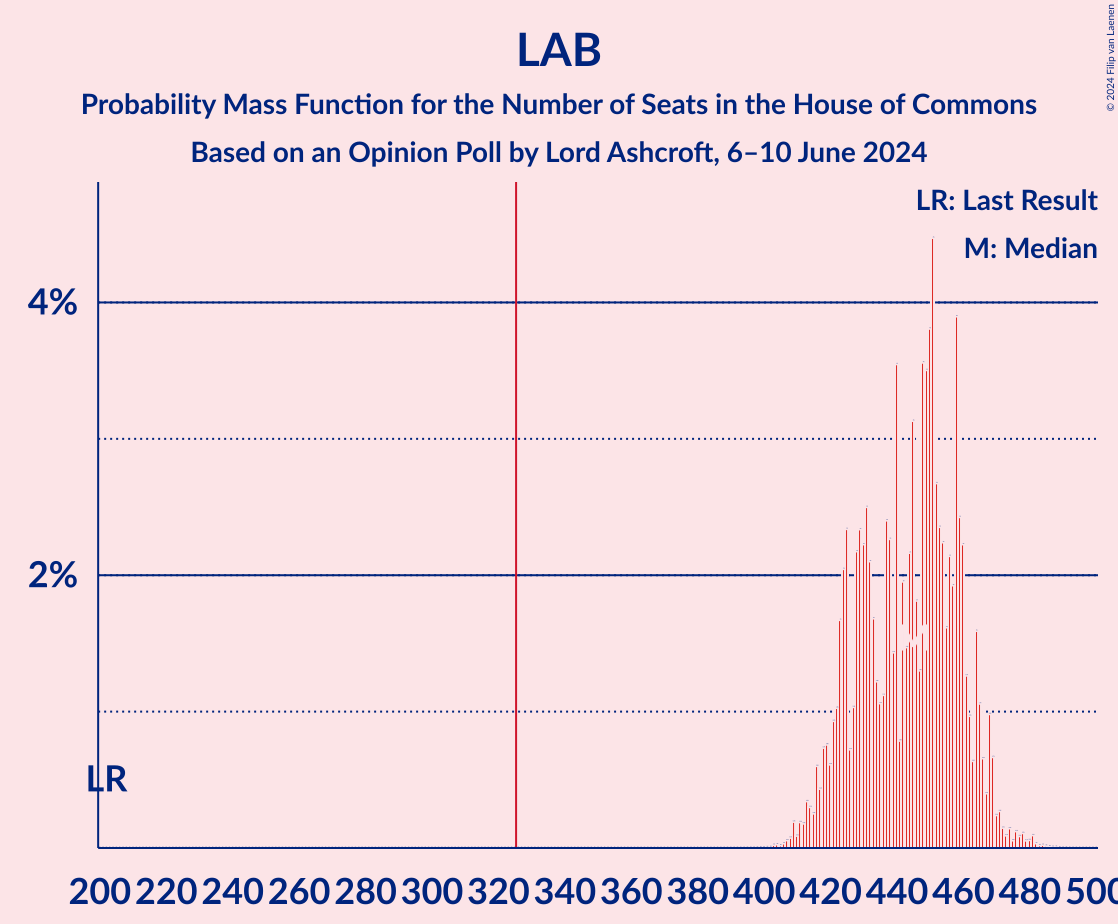 © 2024 Filip van Laenen
LAB
Probability Mass Function for the Number of Seats in the House of Commons
Based on an Opinion Poll by Lord Ashcroft, 6–10 June 2024
LR: Last Result
M: Median
4%
2%
LR
200 220 240 260 280 300 320 340 360 380 400 420 440 460 480 500